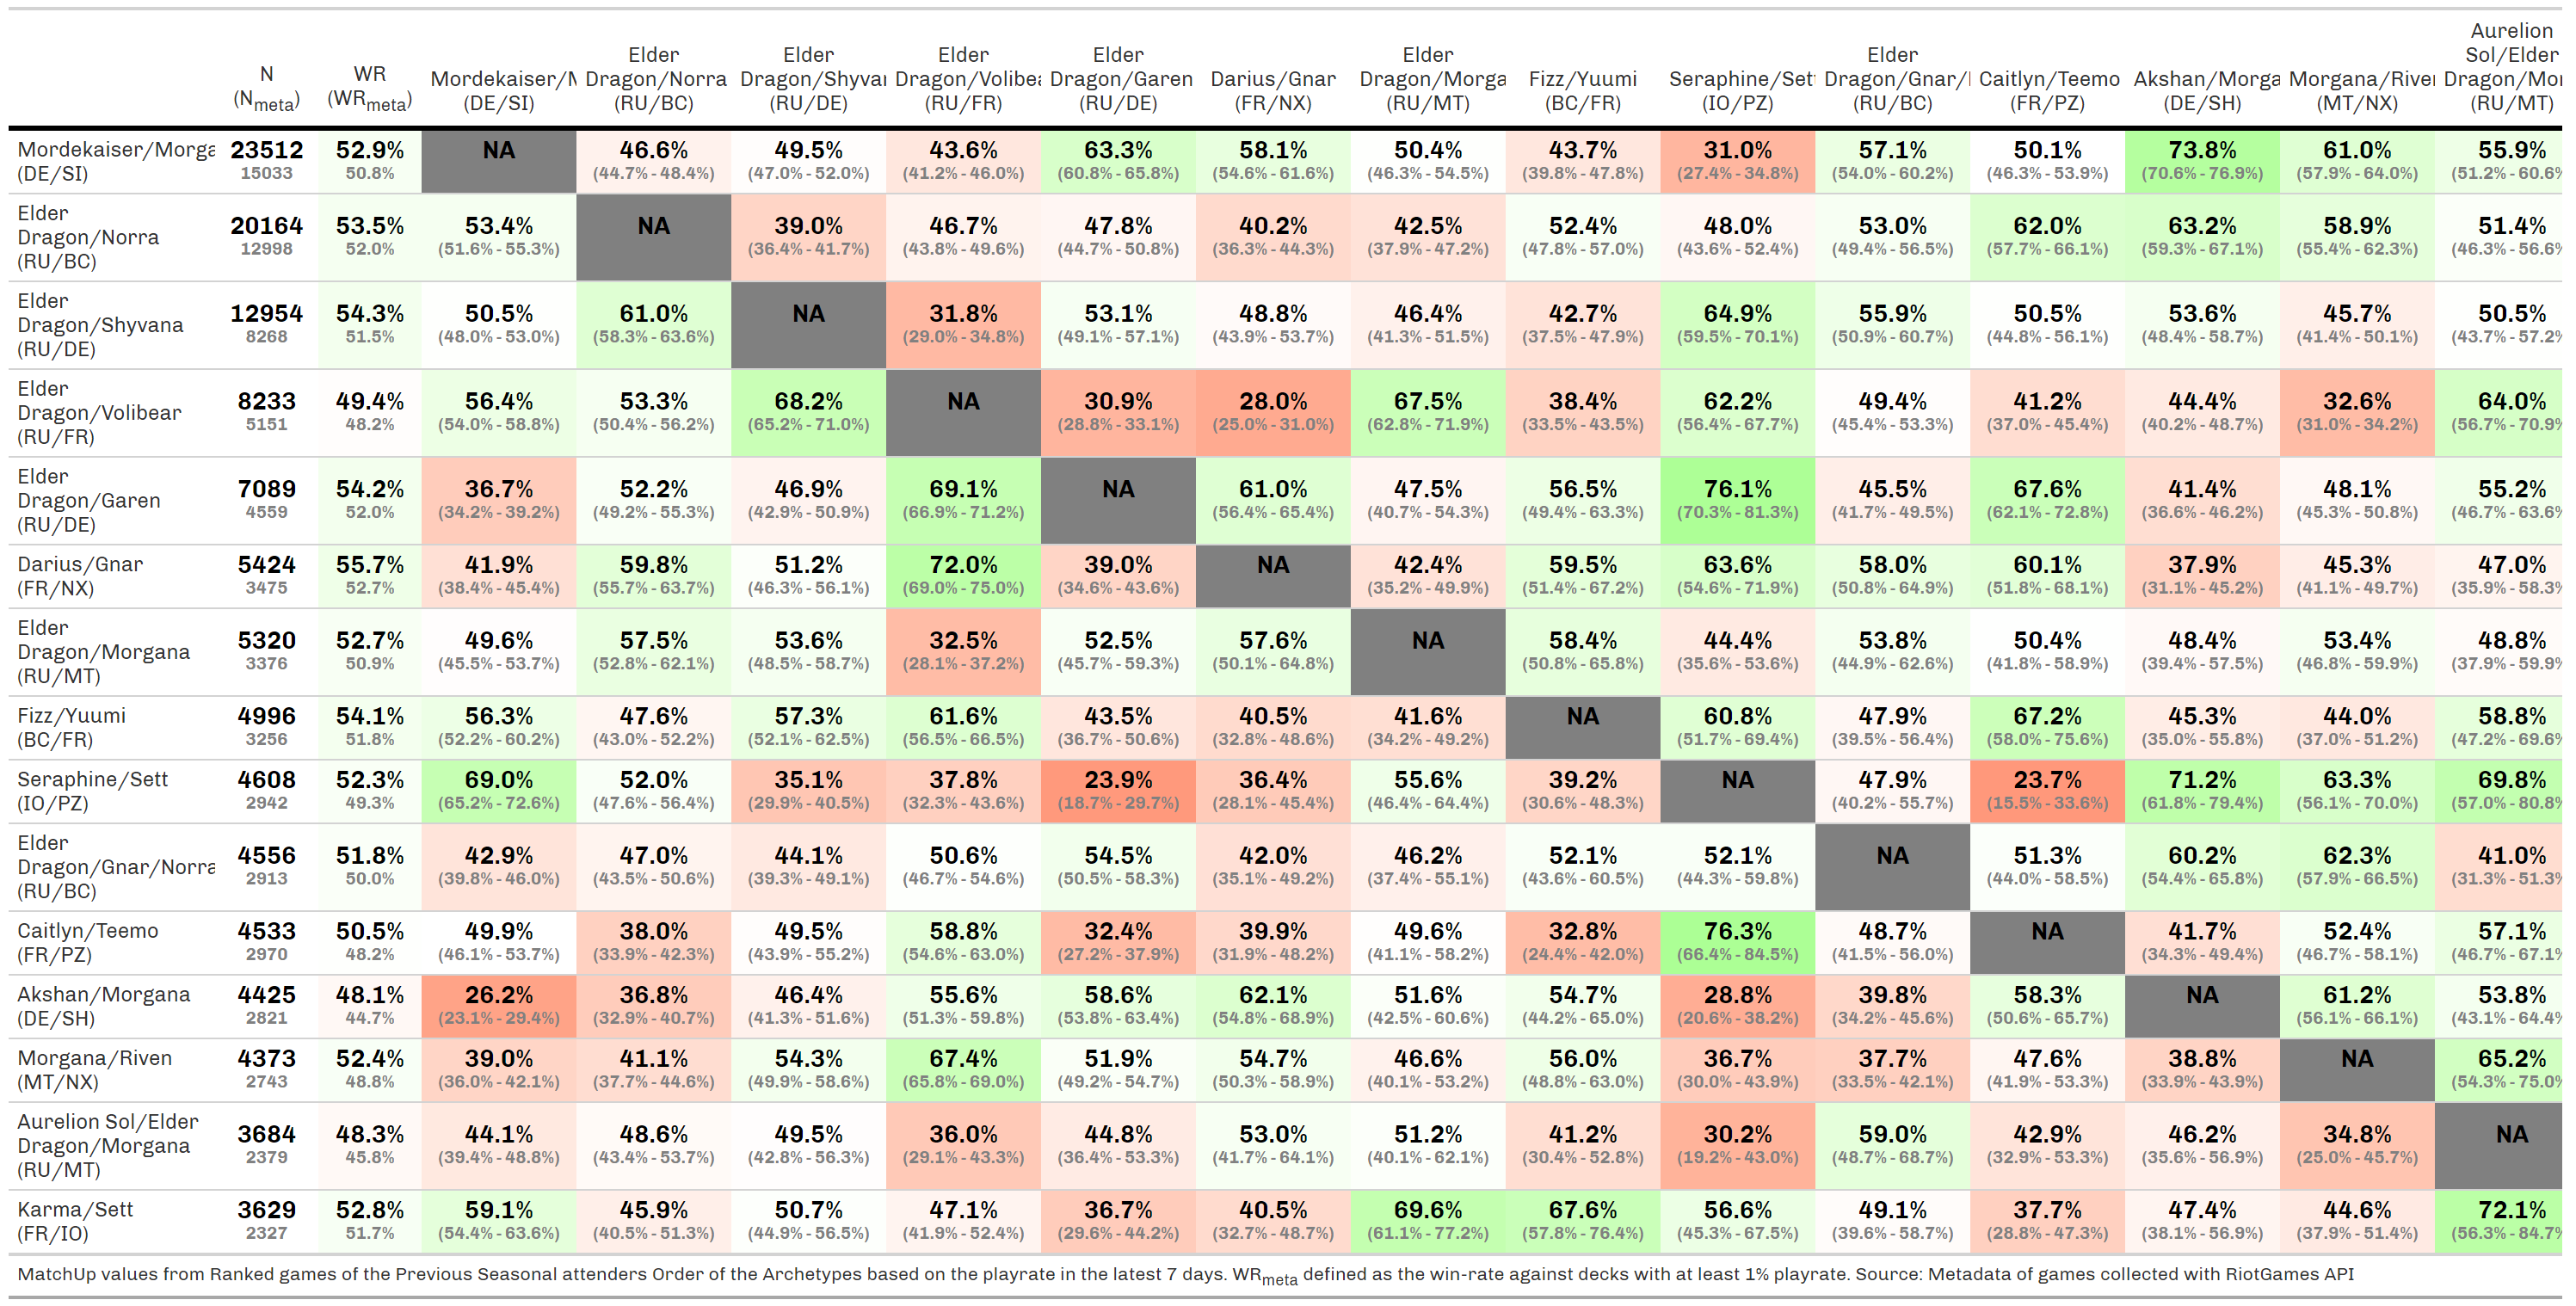 N (Nmeta) WR (WRmeta) Mordekaiser/M (DE/SI) Elder Dragon/Norra (RU/BC) Elder Dragon/Shyvar (RU/DE) Elder Dragon/Volibea (RU/FR) Elder Dragon/Garen (RU/DE) Darius/Gnar (FR/NX) Elder Dragon/Morga (RU/MT) Fizz/Yuumi (BC/FR) Seraphine/Sett (IO/PZ) Elder Dragon/Gnar/ (RU/BC) Caitlyn/Teemo (FR/PZ) Akshan/Morga (DE/SH) Morgana/Riven (MT/NX) Aurelion Sol/Elder Dragon/Mor (RU/MT)
Mordekaiser/Morga 23512 52.9% NA 46.6% 49.5% 43.6% 63.3% 58.1% 50.4% 43.7% 31.0% 57.1% 50.1% 73.8% 61.0% 55.9%
(DE/SI) 15033 50.8% (44.7% - 48.4%) (47.0% - 52.0%) (41.2% - 46.0%) (60.8% - 65.8%) (54.6% - 61.6%) (46.3% - 54.5%) (39.8% - 47.8%) (27.4% - 34.8%) (54.0% - 60.2%) (46.3% - 53.9%) (70.6% - 76.9%) (57.9% - 64.0%) (51.2% - 60.6%
Elder
Dragon/Norra 20164 53.5% 53.4% NA 39.0% 46.7% 47.8% 40.2% 42.5% 52.4% 48.0% 53.0% 62.0% 63.2% 58.9% 51.4%
(RU/BC) 12998 52.0% (51.6% - 55.3%) (36.4% - 41.7%) (43.8% - 49.6%) (44.7% - 50.8%) (36.3% - 44.3%) (37.9% - 47.2%) (47.8% - 57.0%) (43.6% - 52.4%) (49.4% - 56.5%) (57.7% - 66.1%) (59.3% - 67.1%) (55.4% - 62.3%) (46.3% - 56.6%
Elder
Dragon/Shyvana 12954 54.3% 50.5% 61.0% NA 31.8% 53.1% 48.8% 46.4% 42.7% 64.9% 55.9% 50.5% 53.6% 45.7% 50.5%
(RU/DE) 8268 51.5% (48.0% - 53.0%) (58.3% - 63.6%) (29.0% - 34.8%) (49.1% - 57.1%) (43.9% - 53.7%) (41.3% - 51.5%) (37.5% - 47.9%) (59.5% - 70.1%) (50.9% - 60.7%) (44.8% - 56.1%) (48.4% - 58.7%) (41.4% - 50.1%) (43.7% - 57.2%
Elder
Dragon/Volibear 8233 49.4% 56.4% 53.3% 68.2% NA 30.9% 28.0% 67.5% 38.4% 62.2% 49.4% 41.2% 44.4% 32.6% 64.0%
(RU/FR) 5151 48.2% (54.0% - 58.8%) (50.4% - 56.2%) (65.2% - 71.0%) (28.8% - 33.1%) (25.0% - 31.0%) (62.8% - 71.9%) (33.5% - 43.5%) (56.4% - 67.7%) (45.4% - 53.3%) (37.0% - 45.4%) (40.2% - 48.7%) (31.0% - 34.2%) (56.7% - 70.9%
Elder
Dragon/Garen 7089 54.2% 36.7% 52.2% 46.9% 69.1% NA 61.0% 47.5% 56.5% 76.1% 45.5% 67.6% 41.4% 48.1% 55.2%
(RU/DE) 4559 52.0% (34.2% - 39.2%) (49.2% - 55.3%) (42.9% - 50.9%) (66.9% - 71.2%) (56.4% - 65.4%) (40.7% - 54.3%) (49.4% - 63.3%) (70.3% - 81.3%) (41.7% - 49.5%) (62.1% - 72.8%) (36.6% - 46.2%) (45.3% - 50.8%) (46.7% - 63.6%
Darius/Gnar 5424 55.7% 41.9% 59.8% 51.2% 72.0% 39.0% NA 42.4% 59.5% 63.6% 58.0% 60.1% 37.9% 45.3% 47.0%
(FR/NX) 3475 52.7% (38.4% - 45.4%) (55.7% - 63.7%) (46.3% - 56.1%) (69.0% - 75.0%) (34.6% - 43.6%) (35.2% - 49.9%) (51.4% - 67.2%) (54.6% - 71.9%) (50.8% - 64.9%) (51.8% - 68.1%) (31.1% - 45.2%) (41.1% - 49.7%) (35.9% - 58.3%
Elder
Dragon/Morgana 5320 52.7% 49.6% 57.5% 53.6% 32.5% 52.5% 57.6% NA 58.4% 44.4% 53.8% 50.4% 48.4% 53.4% 48.8%
(RU/MT) 3376 50.9% (45.5% - 53.7%) (52.8% - 62.1%) (48.5% - 58.7%) (28.1% - 37.2%) (45.7% - 59.3%) (50.1% - 64.8%) (50.8% - 65.8%) (35.6% - 53.6%) (44.9% - 62.6%) (41.8% - 58.9%) (39.4% - 57.5%) (46.8% - 59.9%) (37.9% - 59.9%
Fizz/Yuumi 4996 54.1% 56.3% 47.6% 57.3% 61.6% 43.5% 40.5% 41.6% NA 60.8% 47.9% 67.2% 45.3% 44.0% 58.8%
(BC/FR) 3256 51.8% (52.2% - 60.2%) (43.0% - 52.2%) (52.1% - 62.5%) (56.5% - 66.5%) (36.7% - 50.6%) (32.8% - 48.6%) (34.2% - 49.2%) (51.7% - 69.4%) (39.5% - 56.4%) (58.0% - 75.6%) (35.0% - 55.8%) (37.0% - 51.2%) (47.2% - 69.6%
Seraphine/Sett 4608 52.3% 69.0% 52.0% 35.1% 37.8% 23.9% 36.4% 55.6% 39.2% NA 47.9% 23.7% 71.2% 63.3% 69.8%
(IO/PZ) 2942 49.3% (65.2% - 72.6%) (47.6% - 56.4%) (29.9% - 40.5%) (32.3% - 43.6%) (18.7% - 29.7%) (28.1% - 45.4%) (46.4% - 64.4%) (30.6% - 48.3%) (40.2% - 55.7%) (15.5% - 33.6%) (61.8% - 79.4%) (56.1% - 70.0%) (57.0% - 80.8%
Elder
Dragon/Gnar/Norra 4556 51.8% 42.9% 47.0% 44.1% 50.6% 54.5% 42.0% 46.2% 52.1% 52.1% NA 51.3% 60.2% 62.3% 41.0%
(RU/BC) 2913 50.0% (39.8% - 46.0%) (43.5% - 50.6%) (39.3% - 49.1%) (46.7% - 54.6%) (50.5% - 58.3%) (35.1% - 49.2%) (37.4% - 55.1%) (43.6% - 60.5%) (44.3% - 59.8%) (44.0% - 58.5%) (54.4% - 65.8%) (57.9% - 66.5%) (31.3% - 51.3%
Caitlyn/Teemo 4533 50.5% 49.9% 38.0% 49.5% 58.8% 32.4% 39.9% 49.6% 32.8% 76.3% 48.7% NA 41.7% 52.4% 57.1%
(FR/PZ) 2970 48.2% (46.1% - 53.7%) (33.9% - 42.3%) (43.9% - 55.2%) (54.6% - 63.0%) (27.2% - 37.9%) (31.9% - 48.2%) (41.1% - 58.2%) (24.4% - 42.0%) (66.4% - 84.5%) (41.5% - 56.0%) (34.3% - 49.4%) (46.7% - 58.1%) (46.7% - 67.1%
Akshan/Morgana 4425 48.1% 26.2% 36.8% 46.4% 55.6% 58.6% 62.1% 51.6% 54.7% 28.8% 39.8% 58.3% NA 61.2% 53.8%
(DE/SH) 2821 44.7% (23.1% - 29.4%) (32.9% - 40.7%) (41.3% - 51.6%) (51.3% - 59.8%) (53.8% - 63.4%) (54.8% - 68.9%) (42.5% - 60.6%) (44.2% - 65.0%) (20.6% - 38.2%) (34.2% - 45.6%) (50.6% - 65.7%) (56.1% - 66.1%) (43.1% - 64.4%
Morgana/Riven 4373 52.4% 39.0% 41.1% 54.3% 67.4% 51.9% 54.7% 46.6% 56.0% 36.7% 37.7% 47.6% 38.8% NA 65.2%
(MT/NX) 2743 48.8% (36.0% - 42.1%) (37.7% - 44.6%) (49.9% - 58.6%) (65.8% - 69.0%) (49.2% - 54.7%) (50.3% - 58.9%) (40.1% - 53.2%) (48.8% - 63.0%) (30.0% - 43.9%) (33.5% - 42.1%) (41.9% - 53.3%) (33.9% - 43.9%) (54.3% - 75.0%
Aurelion Sol/Elder
Dragon/Morgana 3684 48.3% 44.1% 48.6% 49.5% 36.0% 44.8% 53.0% 51.2% 41.2% 30.2% 59.0% 42.9% 46.2% 34.8% NA
(RU/MT) 2379 45.8% (39.4% - 48.8%) (43.4% - 53.7%) (42.8% - 56.3%) (29.1% - 43.3%) (36.4% - 53.3%) (41.7% - 64.1%) (40.1% - 62.1%) (30.4% - 52.8%) (19.2% - 43.0%) (48.7% - 68.7%) (32.9% - 53.3%) (35.6% - 56.9%) (25.0% - 45.7%)
Karma/Sett 3629 52.8% 59.1% 45.9% 50.7% 47.1% 36.7% 40.5% 69.6% 67.6% 56.6% 49.1% 37.7% 47.4% 44.6% 72.1%
(FR/IO) 2327 51.7% (54.4% - 63.6%) (40.5% - 51.3%) (44.9% - 56.5%) (41.9% - 52.4%) (29.6% - 44.2%) (32.7% - 48.7%) (61.1% - 77.2%) (57.8% - 76.4%) (45.3% - 67.5%) (39.6% - 58.7%) (28.8% - 47.3%) (38.1% - 56.9%) (37.9% - 51.4%) (56.3% - 84.7%
MatchUp values from Ranked games of the Previous Seasonal attenders Order of the Archetypes based on the playrate in the latest 7 days. WRmeta defined as the win-rate against decks with at least 1% playrate. Source: Metadata of games collected with RiotGames API